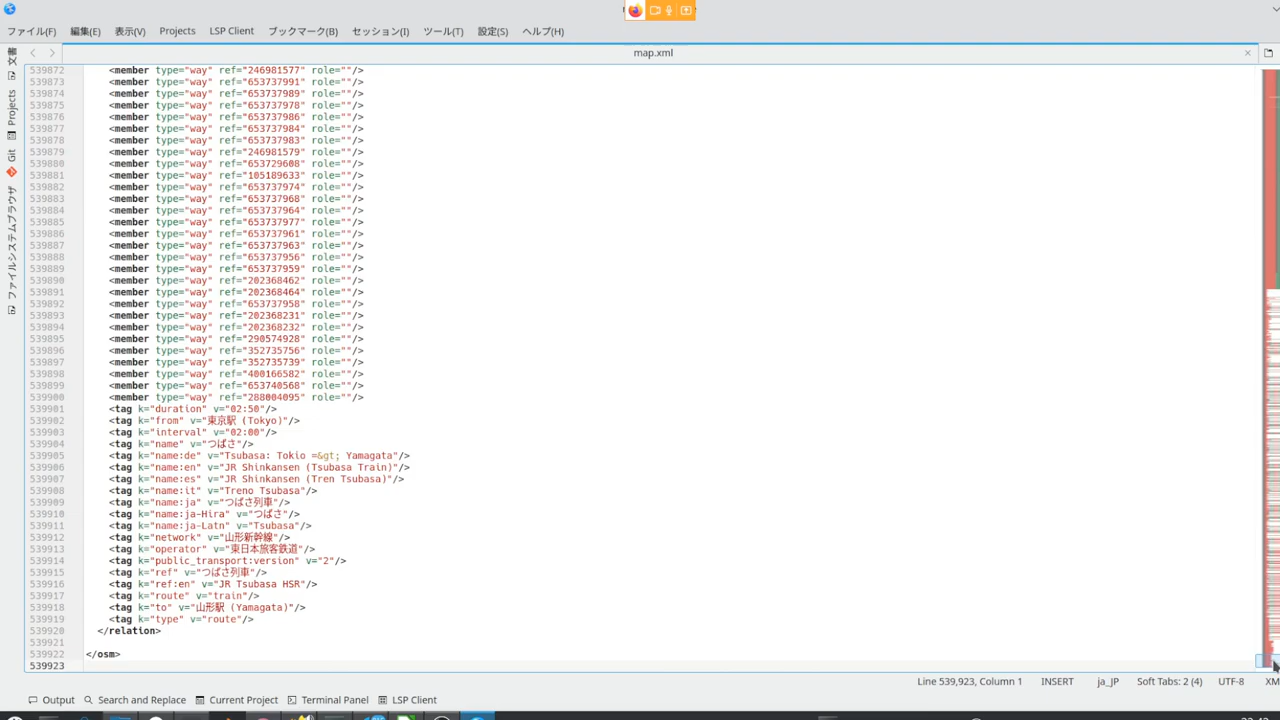 ファイル(F) 編集(E) 表示(V) Projects LSP Client ブックマーク(B) セッション(I) ツール(T) 設定(S) ヘルプ(H)
map.xml
文書
Projects
Git
ファイルシステムブラウザ
539872 <member type="way" ref="246981577" role=""/>
539873 <member type="way" ref="653737991" role=""/>
539874 <member type="way" ref="653737989" role=""/>
539875 <member type="way" ref="653737978" role=""/>
539876 <member type="way" ref="653737986" role=""/>
539877 <member type="way" ref="653737984" role=""/>
539878 <member type="way" ref="653737983" role=""/>
539879 <member type="way" ref="246981579" role=""/>
539880 <member type="way" ref="653729608" role=""/>
539881 <member type="way" ref="105189633" role=""/>
539882 <member type="way" ref="653737974" role=""/>
539883 <member type="way" ref="653737968" role=""/>
539884 <member type="way" ref="653737964" role=""/>
539885 <member type="way" ref="653737977" role=""/>
539886 <member type="way" ref="653737961" role=""/>
539887 <member type="way" ref="653737963" role=""/>
539888 <member type="way" ref="653737956" role=""/>
539889 <member type="way" ref="653737959" role=""/>
539890 <member type="way" ref="202368462" role=""/>
539891 <member type="way" ref="202368464" role=""/>
539892 <member type="way" ref="653737958" role=""/>
539893 <member type="way" ref="202368231" role=""/>
539894 <member type="way" ref="202368232" role=""/>
539895 <member type="way" ref="290574928" role=""/>
539896 <member type="way" ref="352735756" role=""/>
539897 <member type="way" ref="352735739" role=""/>
539898 <member type="way" ref="400166582" role=""/>
539899 <member type="way" ref="653740568" role=""/>
539900 <member type="way" ref="288004095" role=""/>
539901 <tag k="duration" v="02:50"/>
539902 <tag k="from" v="東京駅 (Tokyo)"/>
539903 <tag k="interval" v="02:00"/>
539904 <tag k="name" v="つばさ"/>
539905 <tag k="name:de" v="Tsubasa: Tokio =&gt; Yamagata"/>
539906 <tag k="name:en" v="JR Shinkansen (Tsubasa Train)"/>
539907 <tag k="name:es" v="JR Shinkansen (Tren Tsubasa)"/>
539908 <tag k="name:it" v="Treno Tsubasa"/>
539909 <tag k="name:ja" v="つばさ列車"/>
539910 <tag k="name:ja-Hira" v="つばさ"/>
539911 <tag k="name:ja-Latn" v="Tsubasa"/>
539912 <tag k="network" v="山形新幹線"/>
539913 <tag k="operator" v="東日本旅客鉄道"/>
539914 <tag k="public_transport:version" v="2"/>
539915 <tag k="ref" v="つばさ列車"/>
539916 <tag k="ref:en" v="JR Tsubasa HSR"/>
539917 <tag k="route" v="train"/>
539918 <tag k="to" v="山形駅 (Yamagata)"/>
539919 <tag k="type" v="route"/>
539920 </relation>
539921
539922 </osm>
539923
Line 539,923, Column 1 INSERT ja_JP Soft Tabs: 2 (4) UTF-8 XM
Output Search and Replace Current Project Terminal Panel LSP Client